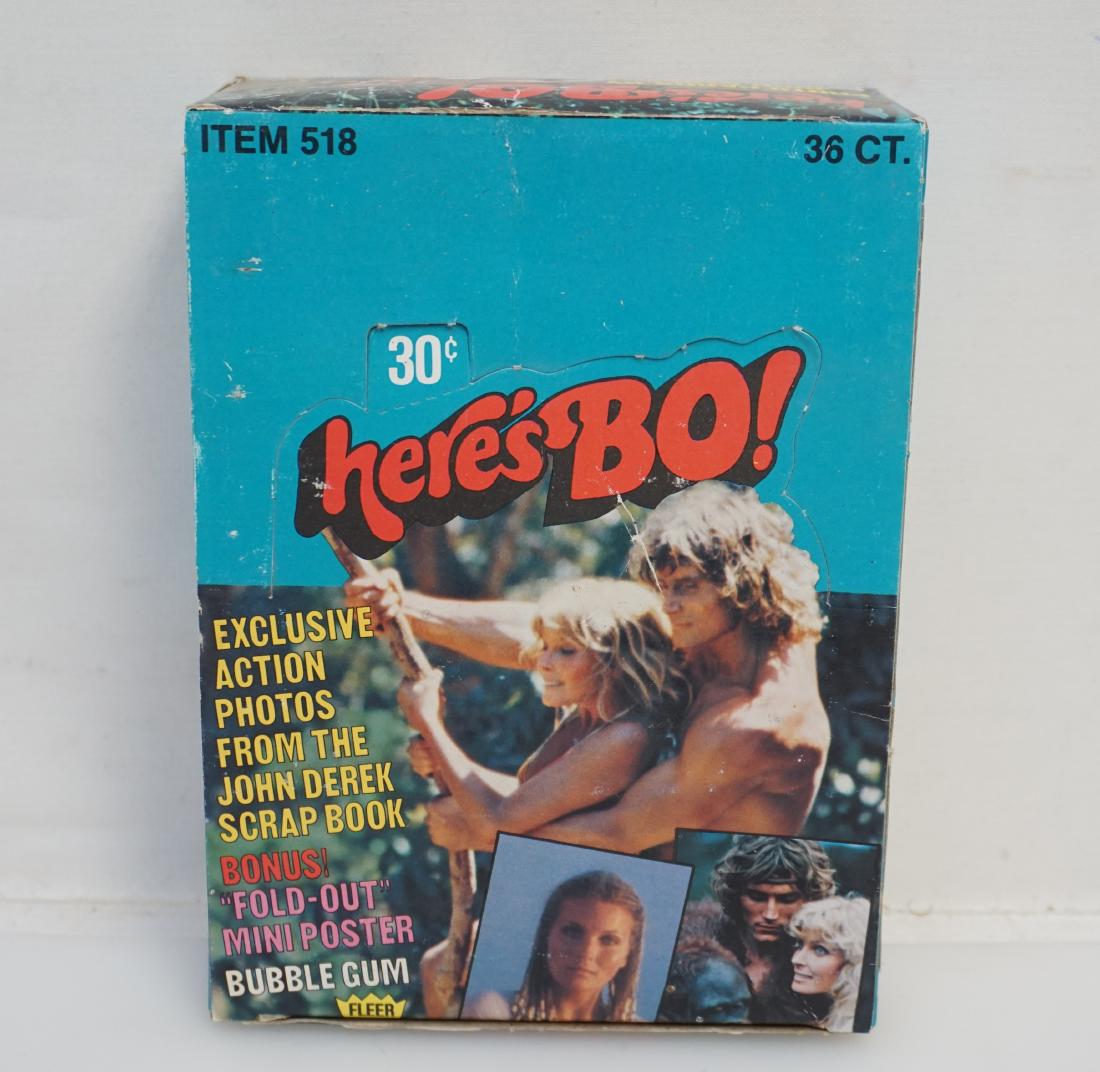 ITEM 518
36 CT.
30¢
here's BO!
EXCLUSIVE
ACTION
PHOTOS
FROM THE
JOHN DEREK
SCRAP BOOK
BONUS!
"FOLD-OUT"
MINI POSTER
BUBBLE GUM
FLEER